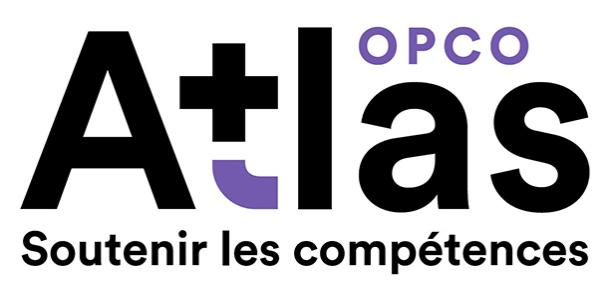 OPCO
Atlas
Soutenir les compétences